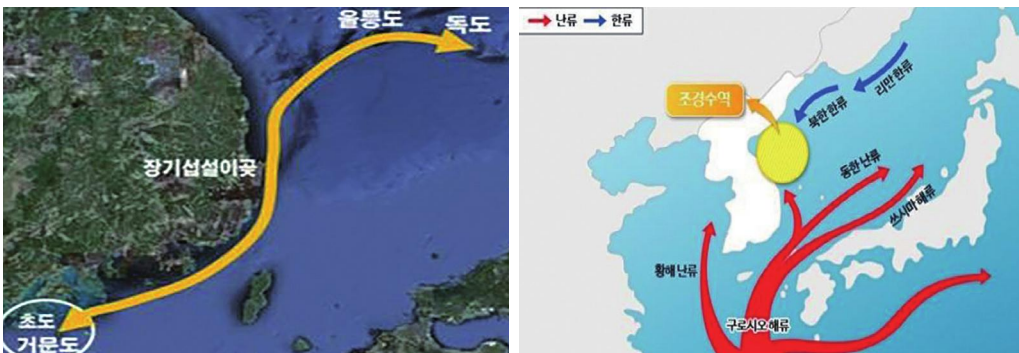 울릉도
독도
장기섭설이곶
초도
거문도
난류
한류
조경수역
리만 한류
북한 한류
동한 난류
쓰시마 해류
황해 난류
구로시오 해류